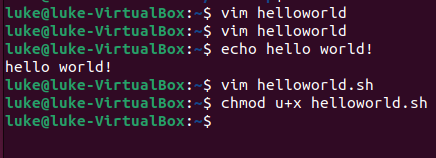 luke@luke-VirtualBox:~$ vim helloworld
luke@luke-VirtualBox:~$ vim helloworld
luke@luke-VirtualBox:~$ echo hello world!
hello world!
luke@luke-VirtualBox:~$ vim helloworld.sh
luke@luke-VirtualBox:~$ chmod u+x helloworld.sh
luke@luke-VirtualBox:~$